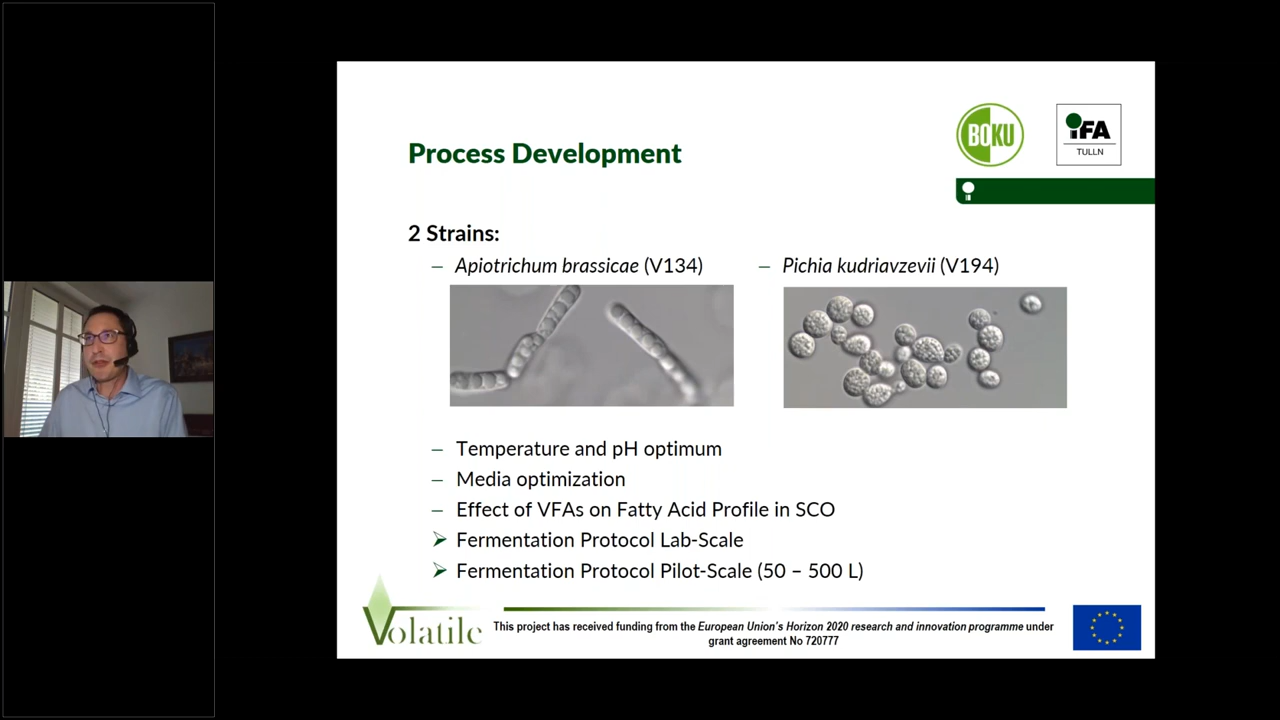 BOKU
iFA
TULLN
Process Development
2 Strains:
– Apiotrichum brassicae (V134)
– Pichia kudriavzevii (V194)
– Temperature and pH optimum
– Media optimization
– Effect of VFAs on Fatty Acid Profile in SCO
➢ Fermentation Protocol Lab-Scale
➢ Fermentation Protocol Pilot-Scale (50 – 500 L)
Volatile
This project has received funding from the European Union's Horizon 2020 research and innovation programme under
grant agreement No 720777